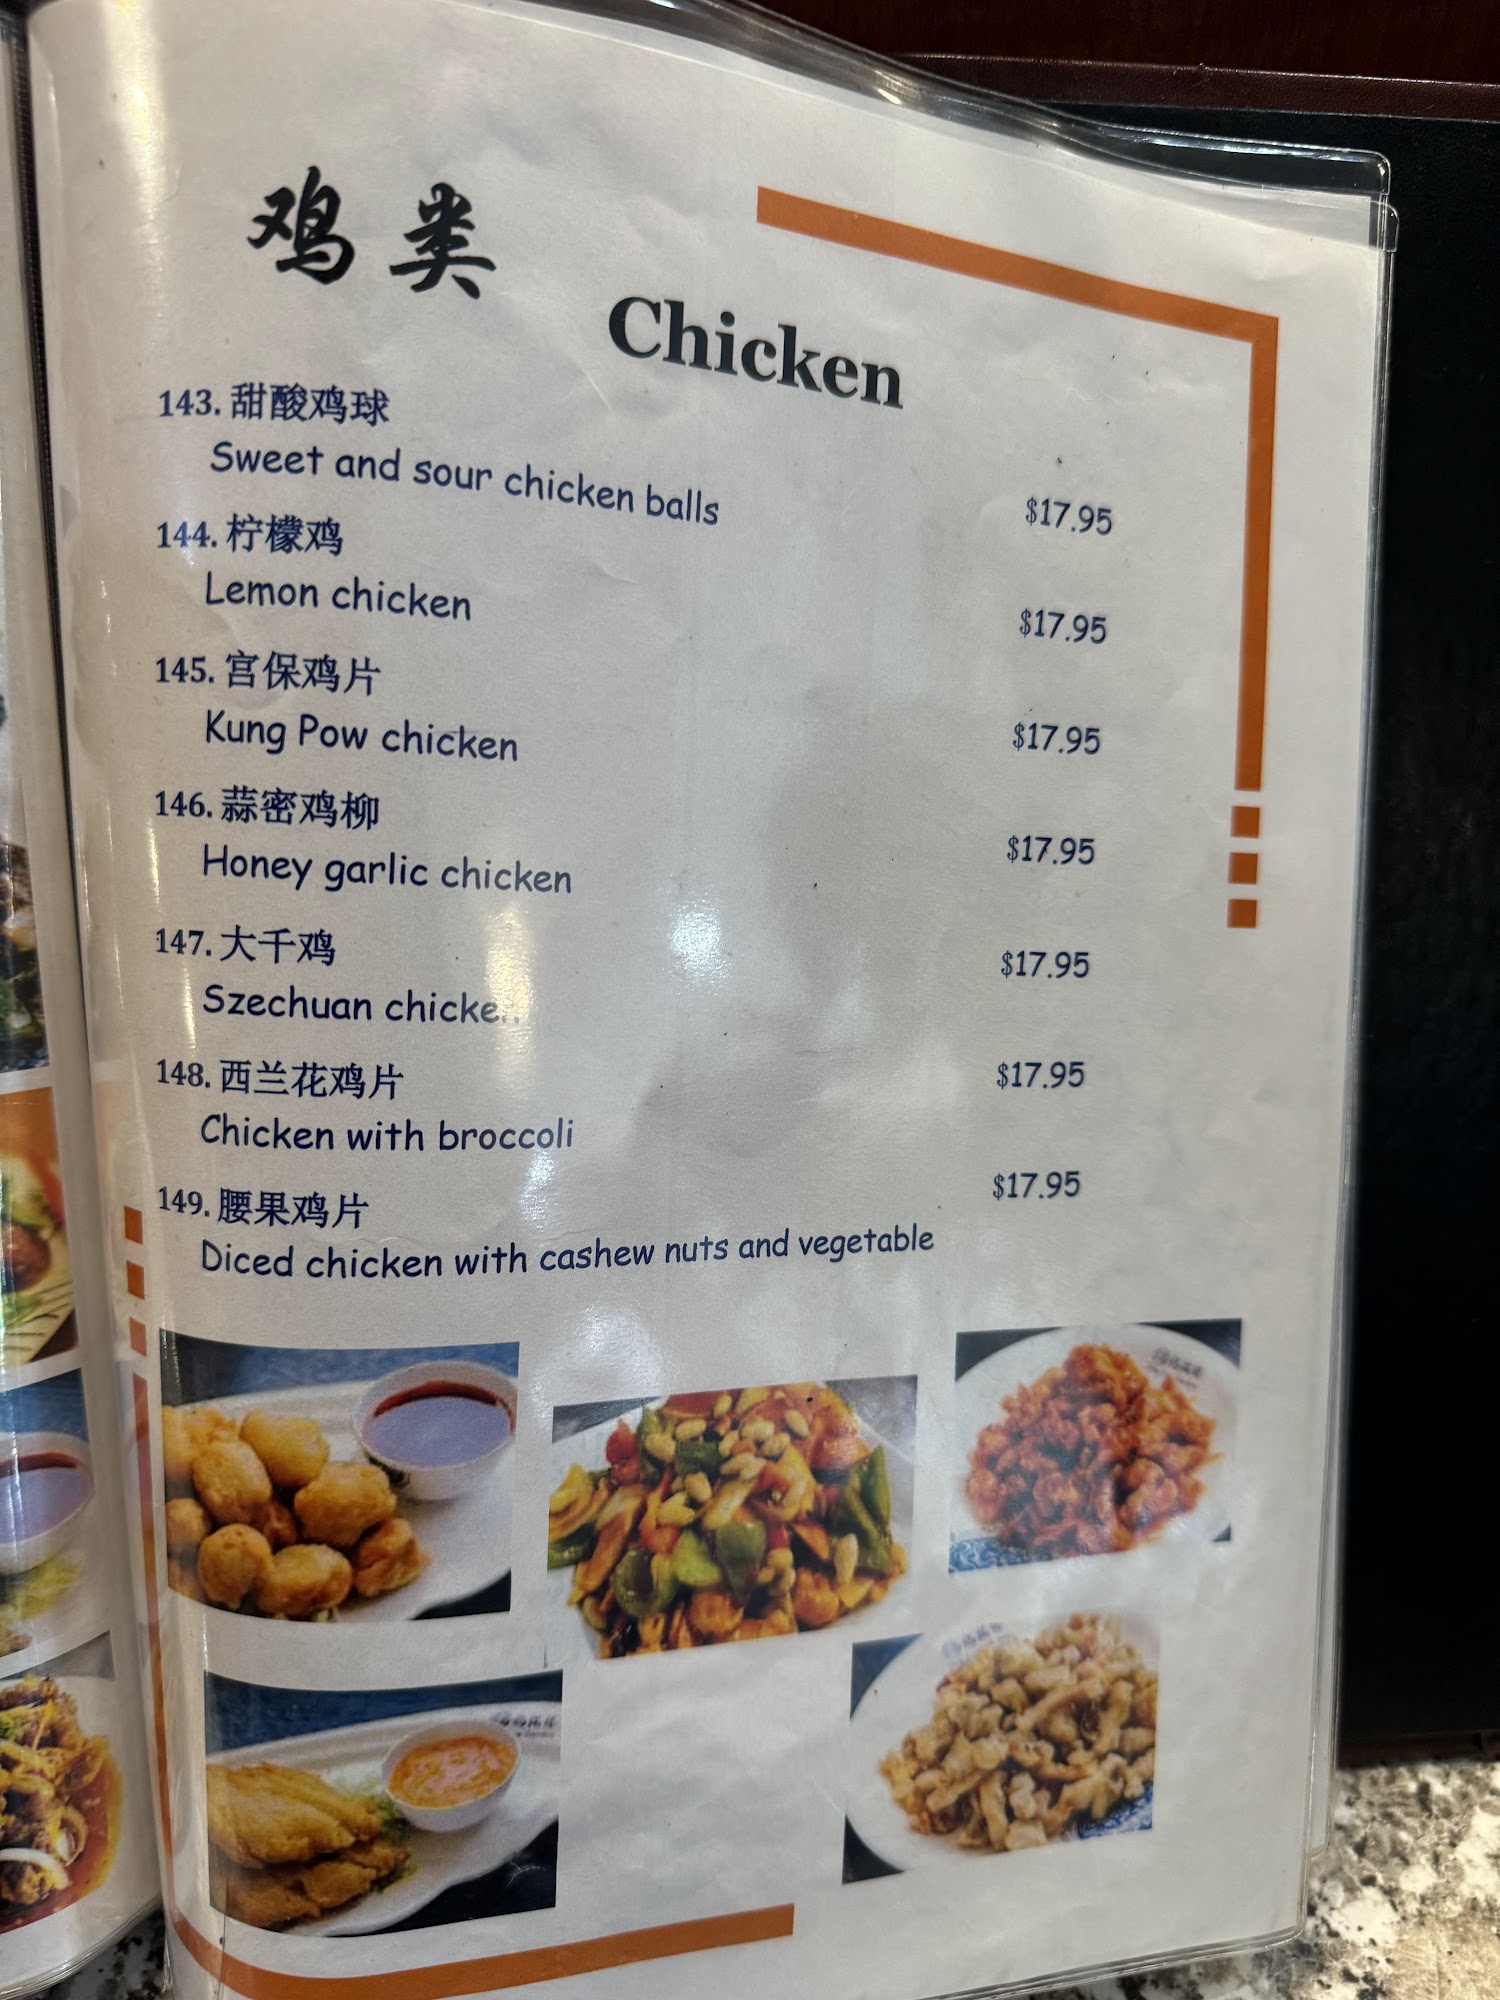 鸡类
Chicken
143. 甜酸鸡球
Sweet and sour chicken balls $17.95
144. 柠檬鸡
Lemon chicken $17.95
145. 宫保鸡片
Kung Pow chicken $17.95
146. 蒜密鸡柳
Honey garlic chicken $17.95
147. 大千鸡
Szechuan chicken $17.95
148. 西兰花鸡片
Chicken with broccoli $17.95
149. 腰果鸡片
Diced chicken with cashew nuts and vegetable $17.95